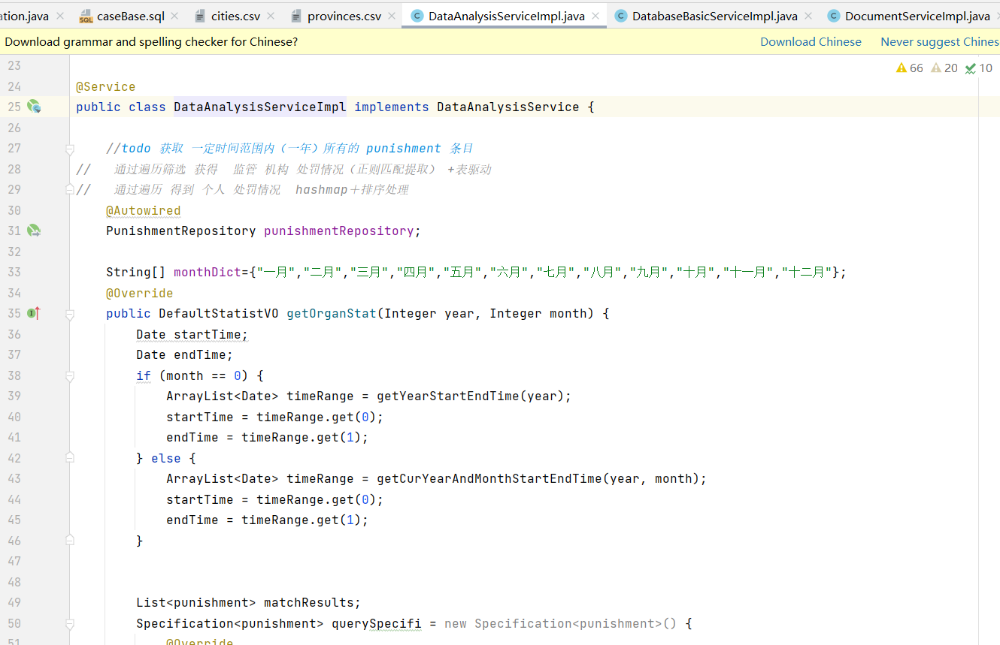 ation.java caseBase.sql cities.csv provinces.csv DataAnalysisServiceImpl.java DatabaseBasicServiceImpl.java DocumentServiceImpl.java
Download grammar and spelling checker for Chinese? Download Chinese Never suggest Chines
23 66 20 10
24 @Service
25 public class DataAnalysisServiceImpl implements DataAnalysisService {
26
27 //todo 获取 一定时间范围内（一年）所有的 punishment 条目
28 // 通过遍历筛选 获得 监管 机构 处罚情况（正则匹配提取） +表驱动
29 // 通过遍历 得到 个人 处罚情况 hashmap＋排序处理
30 @Autowired
31 PunishmentRepository punishmentRepository;
32
33 String[] monthDict={"一月","二月","三月","四月","五月","六月","七月","八月","九月","十月","十一月","十二月"};
34 @Override
35 public DefaultStatistVO getOrganStat(Integer year, Integer month) {
36 Date startTime;
37 Date endTime;
38 if (month == 0) {
39 ArrayList<Date> timeRange = getYearStartEndTime(year);
40 startTime = timeRange.get(0);
41 endTime = timeRange.get(1);
42 } else {
43 ArrayList<Date> timeRange = getCurYearAndMonthStartEndTime(year, month);
44 startTime = timeRange.get(0);
45 endTime = timeRange.get(1);
46 }
47
48
49 List<punishment> matchResults;
50 Specification<punishment> querySpecifi = new Specification<punishment>() {
51 @Override